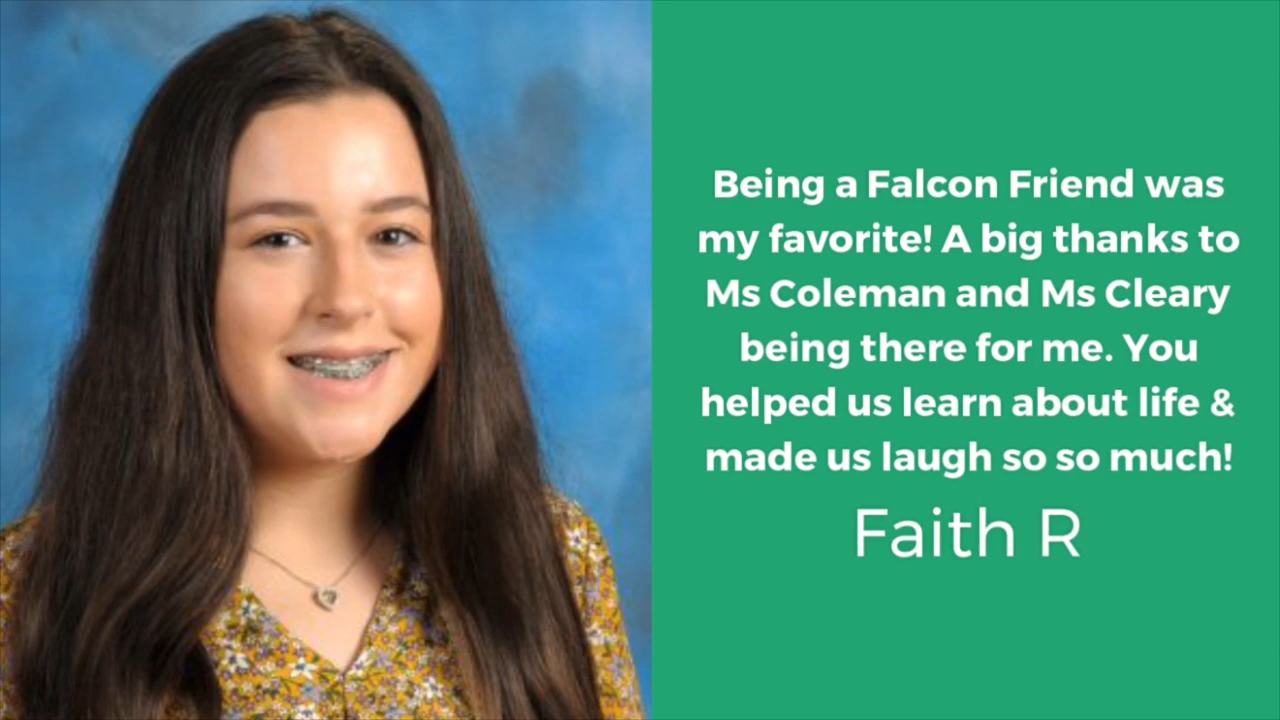 Being a Falcon Friend was
my favorite! A big thanks to
Ms Coleman and Ms Cleary
being there for me. You
helped us learn about life &
made us laugh so so much!
Faith R